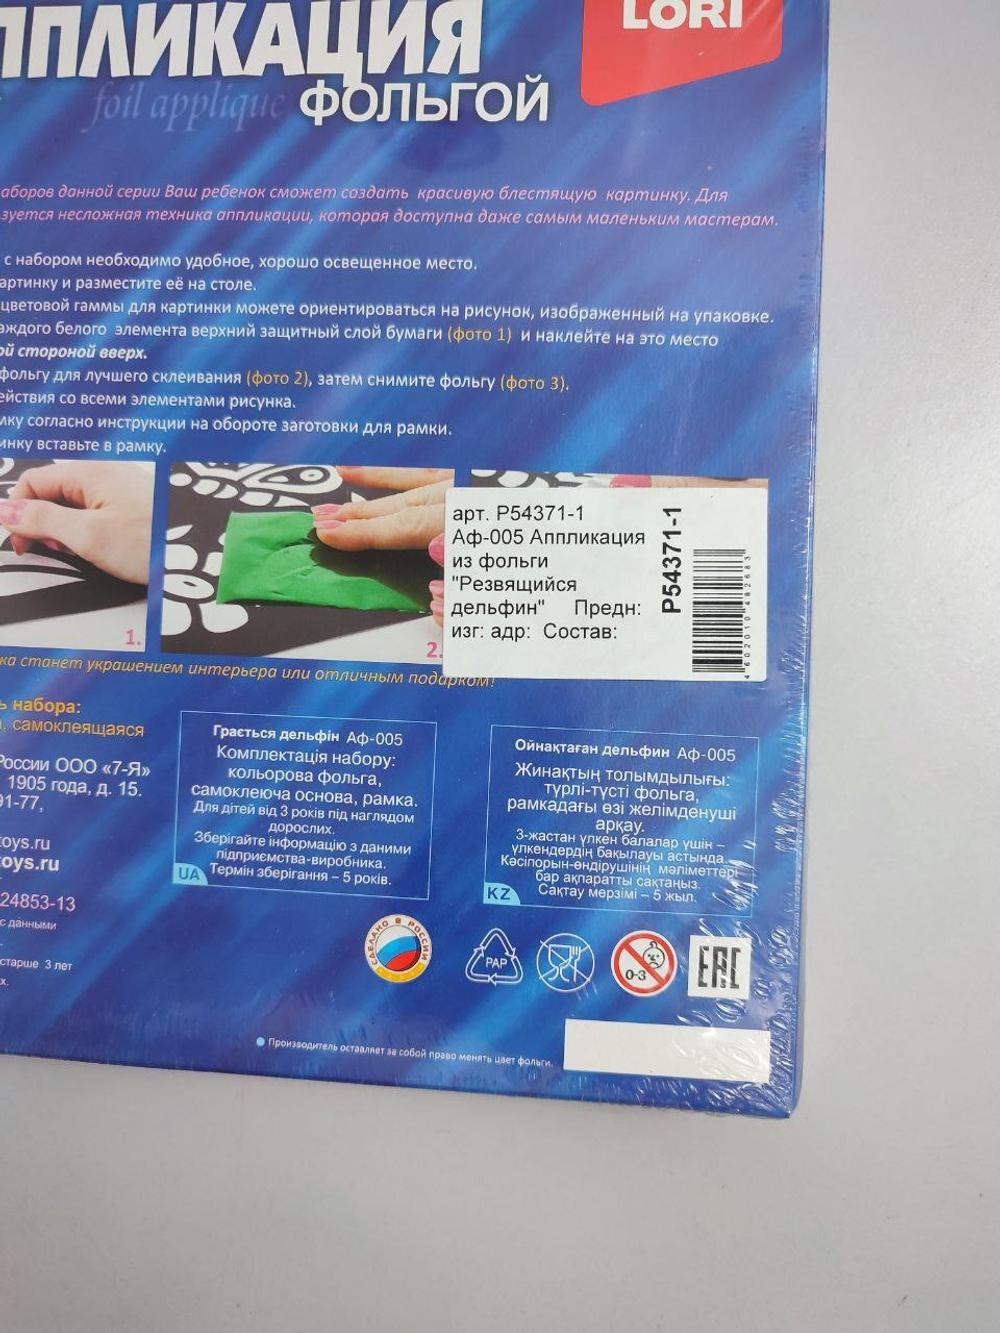 ППЛИКАЦИЯ
foil applique ФОЛЬГОЙ
LORI
аборов данной серии Ваш ребенок сможет создать красивую блестящую картинку. Для
зуется несложная техника аппликации, которая доступна даже самым маленьким мастерам.
с набором необходимо удобное, хорошо освещенное место.
артинку и разместите её на столе.
цветовой гаммы для картинки можете ориентироваться на рисунок, изображенный на упаковке.
аждого белого элемента верхний защитный слой бумаги (фото 1) и наклейте на это место
ой стороной вверх.
фольгу для лучшего склеивания (фото 2), затем снимите фольгу (фото 3).
ействия со всеми элементами рисунка.
мку согласно инструкции на обороте заготовки для рамки.
инку вставьте в рамку.
1.
2.
арт. P54371-1
Аф-005 Аппликация
из фольги
"Резвящийся
дельфин" Предн:
изг: адр: Состав:
P54371-1
4602010482683
ка станет украшением интерьера или отличным подарком!
ь набора:
, самоклеящаяся
России ООО «7-Я»
1905 года, д. 15.
91-77,
oys.ru
toys.ru
24853-13
с данными
старше 3 лет
х.
Грається дельфін Аф-005
Комплектація набору:
кольорова фольга,
самоклеюча основа, рамка.
Для дітей від 3 років під наглядом
дорослих.
Зберігайте інформацію з даними
підприємства-виробника.
Термін зберігання – 5 років.
UA
Ойнақтаған дельфин Аф-005
Жинақтың толымдылығы:
түрлі-түсті фольга,
рамкадағы өзі желімденуші
арқау.
3-жастан үлкен балалар үшін –
үлкендердің бақылауы астында.
Кәсіпорын-өндірушінің мәліметтері
бар ақпаратты сақтаңыз.
Сақтау мерзімі – 5 жыл.
KZ
СДЕЛАНО В РОССИИ
PAP
0-3
EAC
Производитель оставляет за собой право менять цвет фольги.